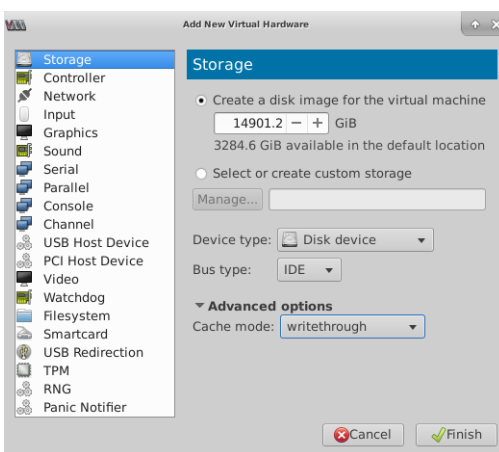 Add New Virtual Hardware
Storage
Controller
Network
Input
Graphics
Sound
Serial
Parallel
Console
Channel
USB Host Device
PCI Host Device
Video
Watchdog
Filesystem
Smartcard
USB Redirection
TPM
RNG
Panic Notifier
Storage
Create a disk image for the virtual machine
14901.2 − + GiB
3284.6 GiB available in the default location
Select or create custom storage
Manage...
Device type: Disk device
Bus type: IDE
Advanced options
Cache mode: writethrough
Cancel Finish